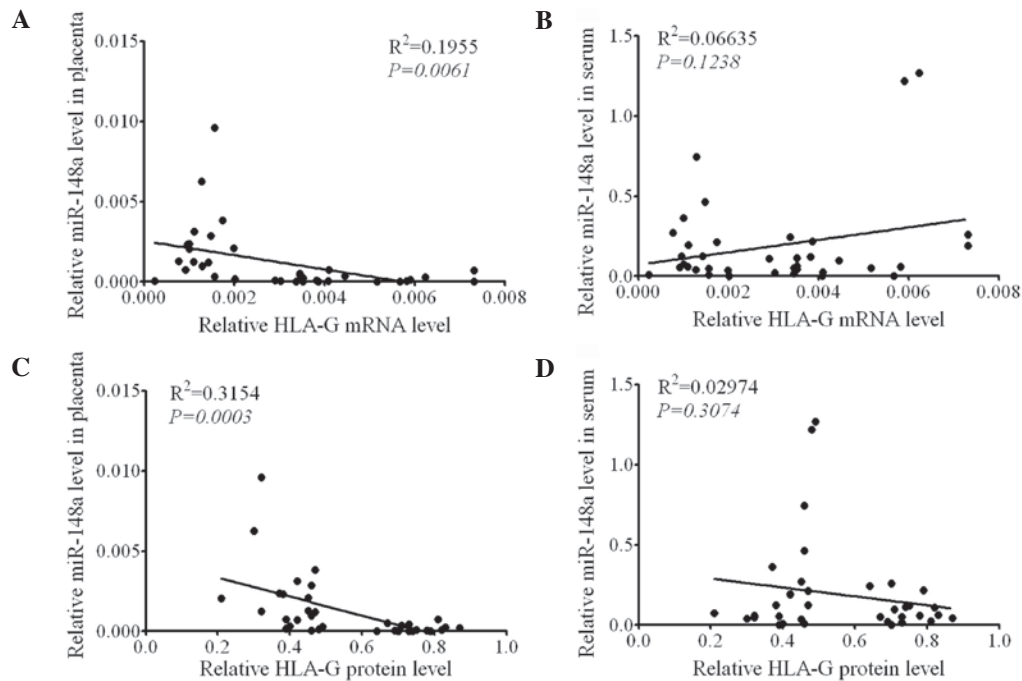 A
Relative miR-148a level in placenta
0.015
0.010
0.005
0.000
R²=0.1955
P=0.0061
0.000
0.002
0.004
0.006
0.008
Relative HLA-G mRNA level
B
Relative miR-148a level in serum
1.5
1.0
0.5
0.0
R²=0.06635
P=0.1238
0.000
0.002
0.004
0.006
0.008
Relative HLA-G mRNA level
C
Relative miR-148a level in placenta
0.015
0.010
0.005
0.000
R²=0.3154
P=0.0003
0.0
0.2
0.4
0.6
0.8
1.0
Relative HLA-G protein level
D
Relative miR-148a level in serum
1.5
1.0
0.5
0.0
R²=0.02974
P=0.3074
0.0
0.2
0.4
0.6
0.8
1.0
Relative HLA-G protein level